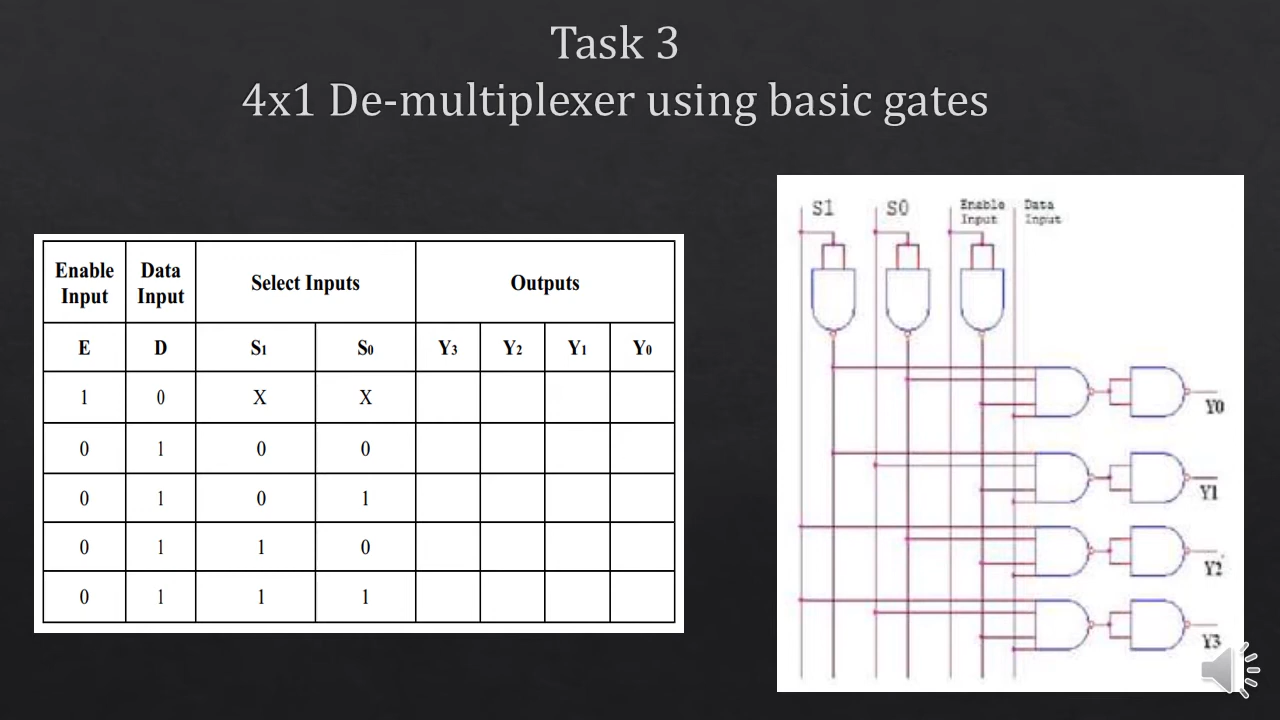 Task 3
4x1 De-multiplexer using basic gates
Enable Input Data Input Select Inputs Outputs
E D S1 S0 Y3 Y2 Y1 Y0
1 0 X X
0 1 0 0
0 1 0 1
0 1 1 0
0 1 1 1
S1 S0 Enable Input Data Input
Y0
Y1
Y2
Y3